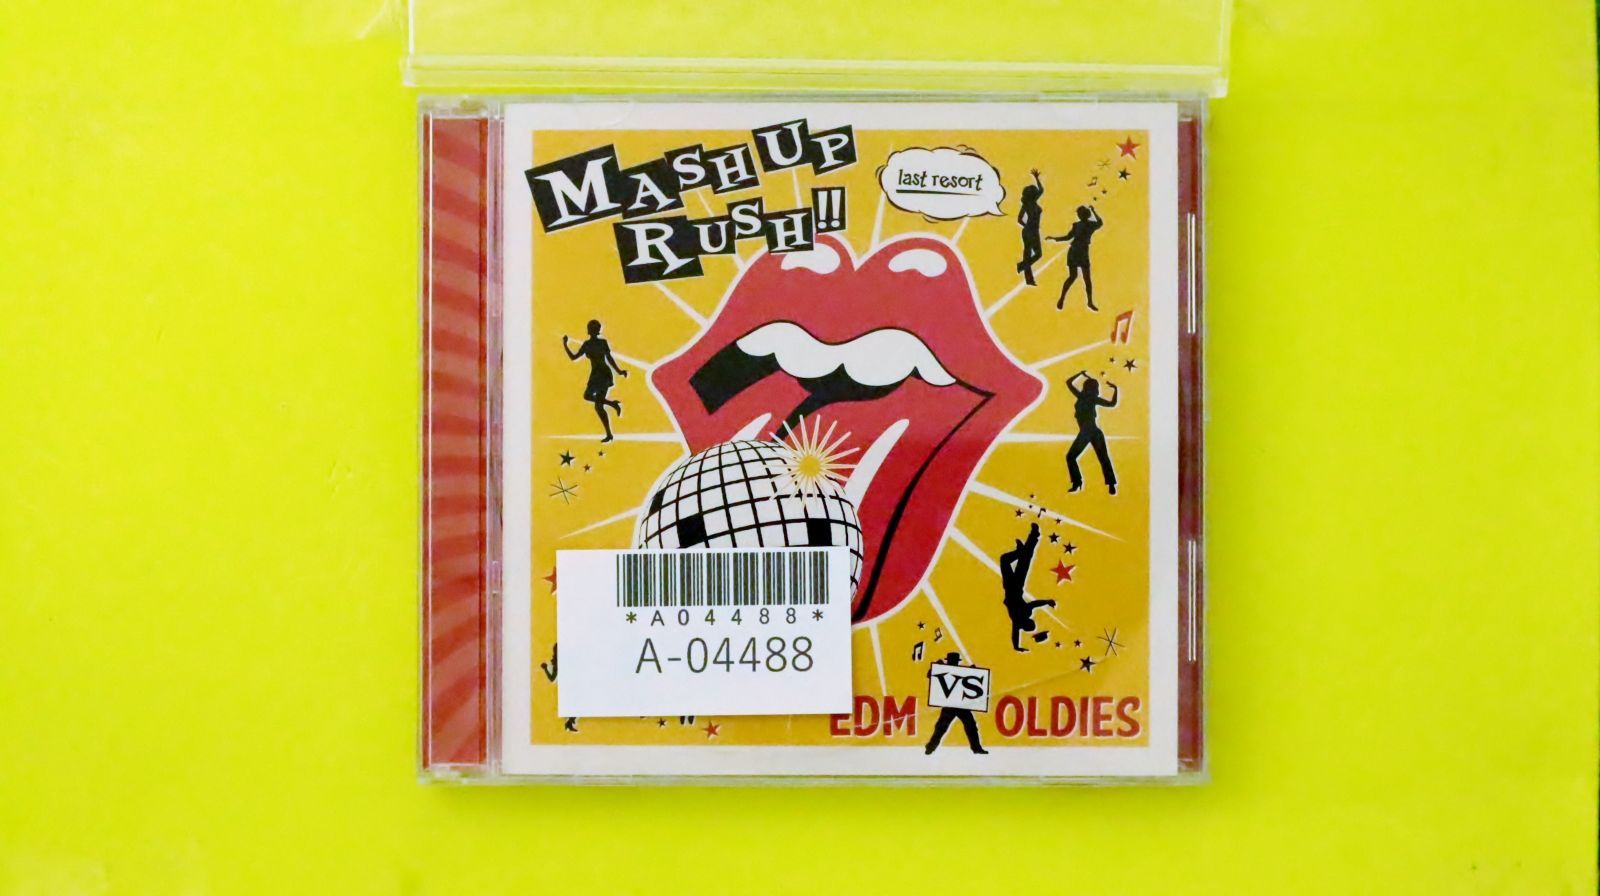 MASHUP
RUSH!!
last resort
*A04488*
A-04488
EDM VS OLDIES